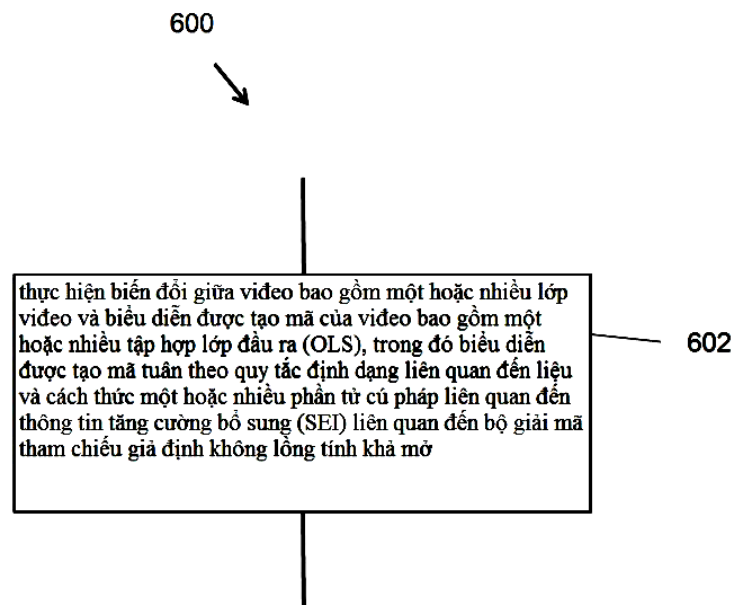 600
thực hiện biến đổi giữa video bao gồm một hoặc nhiều lớp
video và biểu diễn được tạo mã của video bao gồm một
hoặc nhiều tập hợp lớp đầu ra (OLS), trong đó biểu diễn
được tạo mã tuân theo quy tắc định dạng liên quan đến liệu
và cách thức một hoặc nhiều phần tử cú pháp liên quan đến
thông tin tăng cường bổ sung (SEI) liên quan đến bộ giải mã
tham chiếu giả định không lồng tính khả mở
602